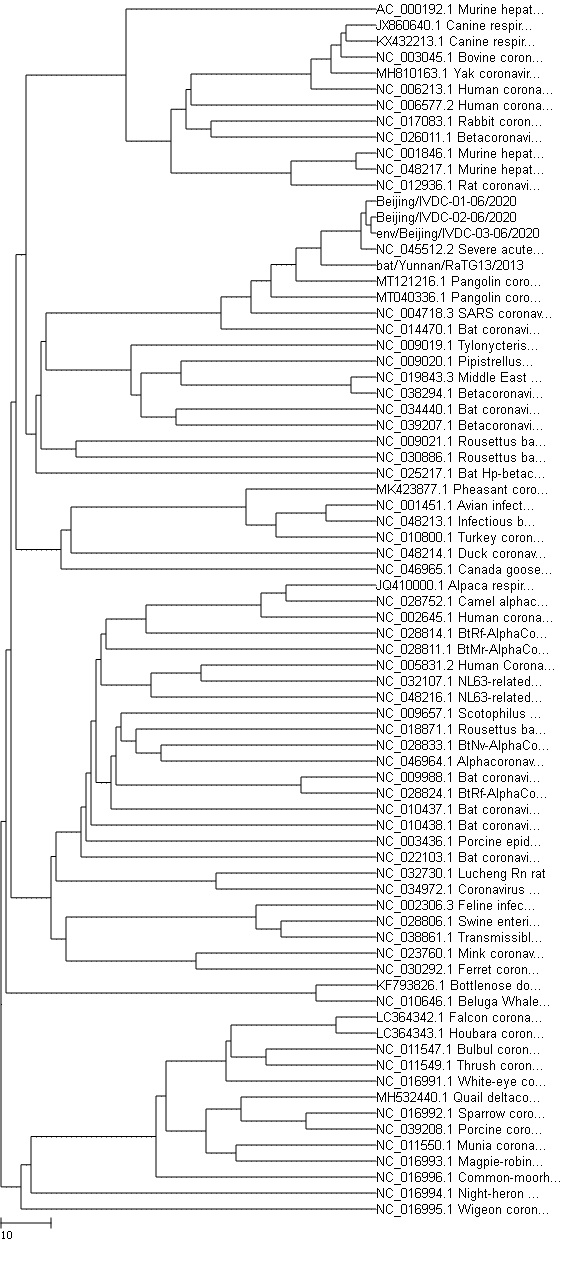 AC_000192.1 Murine hepat...
JX860640.1 Canine respir...
KX432213.1 Canine respir...
NC_003045.1 Bovine coron...
MH810163.1 Yak coronavir...
NC_006213.1 Human corona...
NC_006577.2 Human corona...
NC_017083.1 Rabbit coron...
NC_026011.1 Betacoronavi...
NC_001846.1 Murine hepat...
NC_048217.1 Murine hepat...
NC_012936.1 Rat coronavi...
Beijing/IVDC-01-06/2020
Beijing/IVDC-02-06/2020
env/Beijing/IVDC-03-06/2020
NC_045512.2 Severe acute...
bat/Yunnan/RaTG13/2013
MT121216.1 Pangolin coro...
MT040336.1 Pangolin coro...
NC_004718.3 SARS coronav...
NC_014470.1 Bat coronavi...
NC_009019.1 Tylonycteris...
NC_009020.1 Pipistrellus...
NC_019843.3 Middle East ...
NC_038294.1 Betacoronavi...
NC_034440.1 Bat coronavi...
NC_039207.1 Betacoronavi...
NC_009021.1 Rousettus ba...
NC_030886.1 Rousettus ba...
NC_025217.1 Bat Hp-betac...
MK423877.1 Pheasant coro...
NC_001451.1 Avian infect...
NC_048213.1 Infectious b...
NC_010800.1 Turkey coron...
NC_048214.1 Duck coronav...
NC_046965.1 Canada goose...
JQ410000.1 Alpaca respir...
NC_028752.1 Camel alphac...
NC_002645.1 Human corona...
NC_028814.1 BtRf-AlphaCo...
NC_028811.1 BtMr-AlphaCo...
NC_005831.2 Human Corona...
NC_032107.1 NL63-related...
NC_048216.1 NL63-related...
NC_009657.1 Scotophilus ...
NC_018871.1 Rousettus ba...
NC_028833.1 BtNv-AlphaCo...
NC_046964.1 Alphacoronav...
NC_009988.1 Bat coronavi...
NC_028824.1 BtRf-AlphaCo...
NC_010437.1 Bat coronavi...
NC_010438.1 Bat coronavi...
NC_003436.1 Porcine epid...
NC_022103.1 Bat coronavi...
NC_032730.1 Lucheng Rn rat
NC_034972.1 Coronavirus ...
NC_002306.3 Feline infec...
NC_028806.1 Swine enteri...
NC_038861.1 Transmissibl...
NC_023760.1 Mink coronav...
NC_030292.1 Ferret coron...
KF793826.1 Bottlenose do...
NC_010646.1 Beluga Whale...
LC364342.1 Falcon corona...
LC364343.1 Houbara coron...
NC_011547.1 Bulbul coron...
NC_011549.1 Thrush coron...
NC_016991.1 White-eye co...
MH532440.1 Quail deltaco...
NC_016992.1 Sparrow coro...
NC_039208.1 Porcine coro...
NC_011550.1 Munia corona...
NC_016993.1 Magpie-robin...
NC_016996.1 Common-moorh...
NC_016994.1 Night-heron ...
NC_016995.1 Wigeon coron...
10